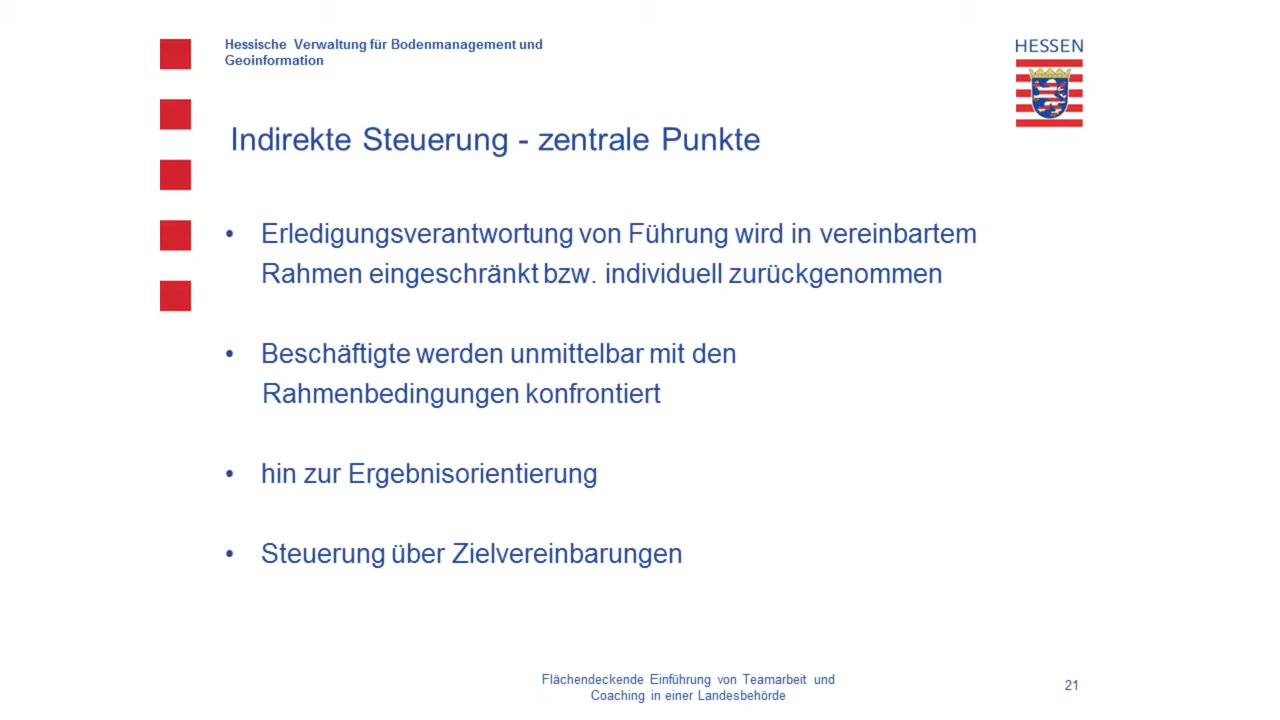 Hessische Verwaltung für Bodenmanagement und
Geoinformation
HESSEN
Indirekte Steuerung - zentrale Punkte
• Erledigungsverantwortung von Führung wird in vereinbartem
Rahmen eingeschränkt bzw. individuell zurückgenommen
• Beschäftigte werden unmittelbar mit den
Rahmenbedingungen konfrontiert
• hin zur Ergebnisorientierung
• Steuerung über Zielvereinbarungen
Flächendeckende Einführung von Teamarbeit und
Coaching in einer Landesbehörde
21